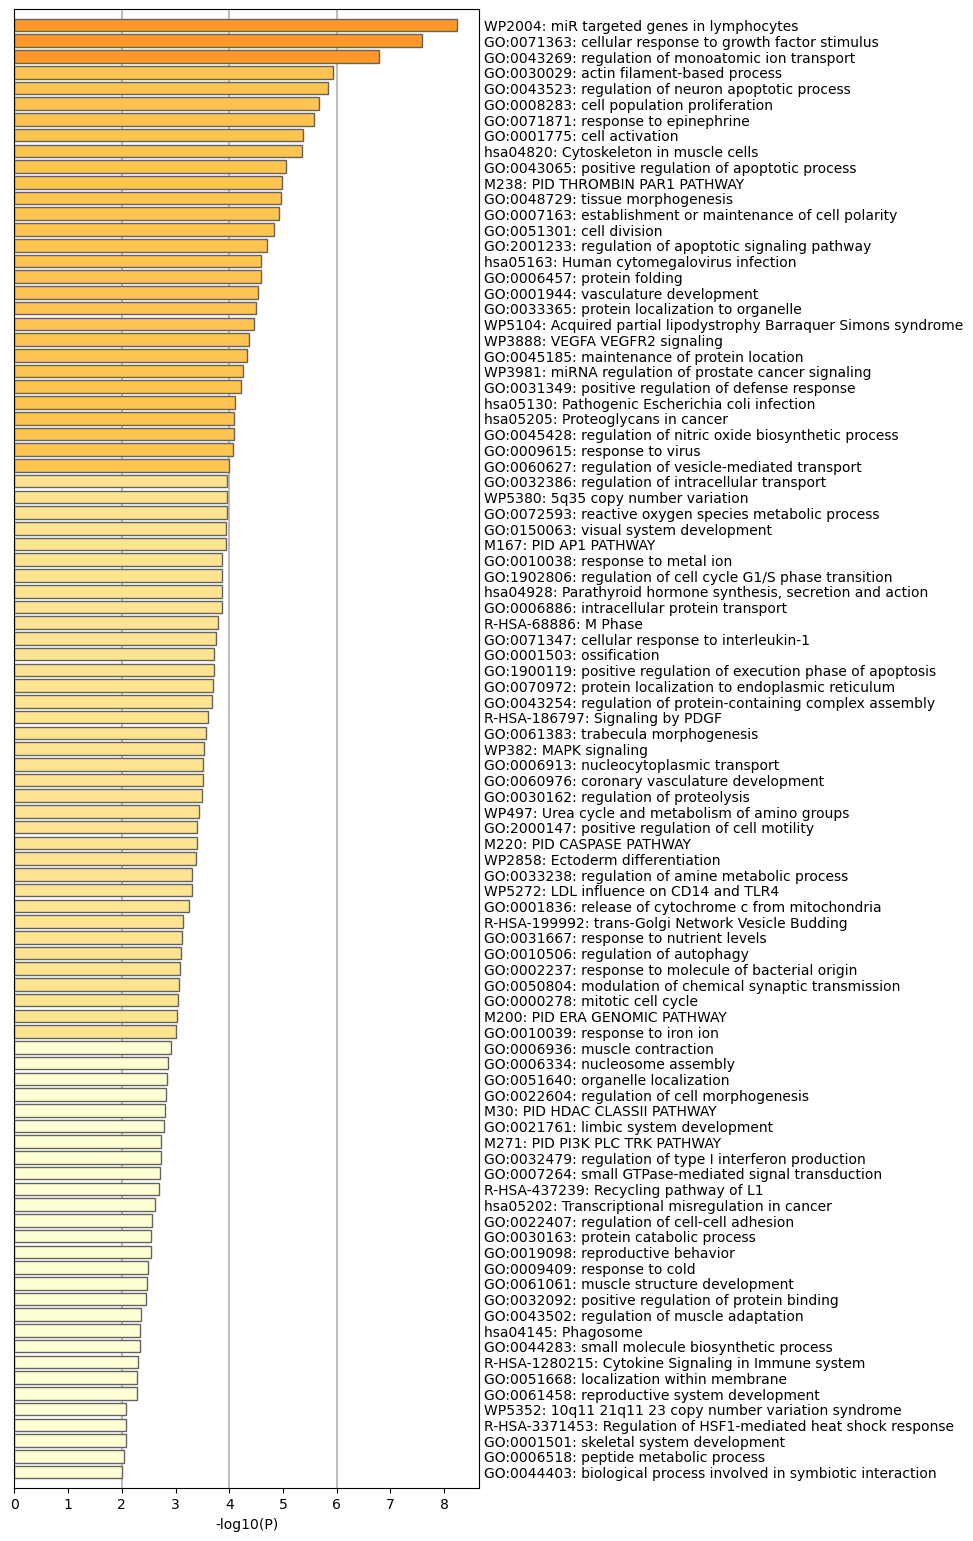 WP2004: miR targeted genes in lymphocytes
GO:0071363: cellular response to growth factor stimulus
GO:0043269: regulation of monoatomic ion transport
GO:0030029: actin filament-based process
GO:0043523: regulation of neuron apoptotic process
GO:0008283: cell population proliferation
GO:0071871: response to epinephrine
GO:0001775: cell activation
hsa04820: Cytoskeleton in muscle cells
GO:0043065: positive regulation of apoptotic process
M238: PID THROMBIN PAR1 PATHWAY
GO:0048729: tissue morphogenesis
GO:0007163: establishment or maintenance of cell polarity
GO:0051301: cell division
GO:2001233: regulation of apoptotic signaling pathway
hsa05163: Human cytomegalovirus infection
GO:0006457: protein folding
GO:0001944: vasculature development
GO:0033365: protein localization to organelle
WP5104: Acquired partial lipodystrophy Barraquer Simons syndrome
WP3888: VEGFA VEGFR2 signaling
GO:0045185: maintenance of protein location
WP3981: miRNA regulation of prostate cancer signaling
GO:0031349: positive regulation of defense response
hsa05130: Pathogenic Escherichia coli infection
hsa05205: Proteoglycans in cancer
GO:0045428: regulation of nitric oxide biosynthetic process
GO:0009615: response to virus
GO:0060627: regulation of vesicle-mediated transport
GO:0032386: regulation of intracellular transport
WP5380: 5q35 copy number variation
GO:0072593: reactive oxygen species metabolic process
GO:0150063: visual system development
M167: PID AP1 PATHWAY
GO:0010038: response to metal ion
GO:1902806: regulation of cell cycle G1/S phase transition
hsa04928: Parathyroid hormone synthesis, secretion and action
GO:0006886: intracellular protein transport
R-HSA-68886: M Phase
GO:0071347: cellular response to interleukin-1
GO:0001503: ossification
GO:1900119: positive regulation of execution phase of apoptosis
GO:0070972: protein localization to endoplasmic reticulum
GO:0043254: regulation of protein-containing complex assembly
R-HSA-186797: Signaling by PDGF
GO:0061383: trabecula morphogenesis
WP382: MAPK signaling
GO:0006913: nucleocytoplasmic transport
GO:0060976: coronary vasculature development
GO:0030162: regulation of proteolysis
WP497: Urea cycle and metabolism of amino groups
GO:2000147: positive regulation of cell motility
M220: PID CASPASE PATHWAY
WP2858: Ectoderm differentiation
GO:0033238: regulation of amine metabolic process
WP5272: LDL influence on CD14 and TLR4
GO:0001836: release of cytochrome c from mitochondria
R-HSA-199992: trans-Golgi Network Vesicle Budding
GO:0031667: response to nutrient levels
GO:0010506: regulation of autophagy
GO:0002237: response to molecule of bacterial origin
GO:0050804: modulation of chemical synaptic transmission
GO:0000278: mitotic cell cycle
M200: PID ERA GENOMIC PATHWAY
GO:0010039: response to iron ion
GO:0006936: muscle contraction
GO:0006334: nucleosome assembly
GO:0051640: organelle localization
GO:0022604: regulation of cell morphogenesis
M30: PID HDAC CLASSII PATHWAY
GO:0021761: limbic system development
M271: PID PI3K PLC TRK PATHWAY
GO:0032479: regulation of type I interferon production
GO:0007264: small GTPase-mediated signal transduction
R-HSA-437239: Recycling pathway of L1
hsa05202: Transcriptional misregulation in cancer
GO:0022407: regulation of cell-cell adhesion
GO:0030163: protein catabolic process
GO:0019098: reproductive behavior
GO:0009409: response to cold
GO:0061061: muscle structure development
GO:0032092: positive regulation of protein binding
GO:0043502: regulation of muscle adaptation
hsa04145: Phagosome
GO:0044283: small molecule biosynthetic process
R-HSA-1280215: Cytokine Signaling in Immune system
GO:0051668: localization within membrane
GO:0061458: reproductive system development
WP5352: 10q11 21q11 23 copy number variation syndrome
R-HSA-3371453: Regulation of HSF1-mediated heat shock response
GO:0001501: skeletal system development
GO:0006518: peptide metabolic process
GO:0044403: biological process involved in symbiotic interaction
0 1 2 3 4 5 6 7 8
-log10(P)